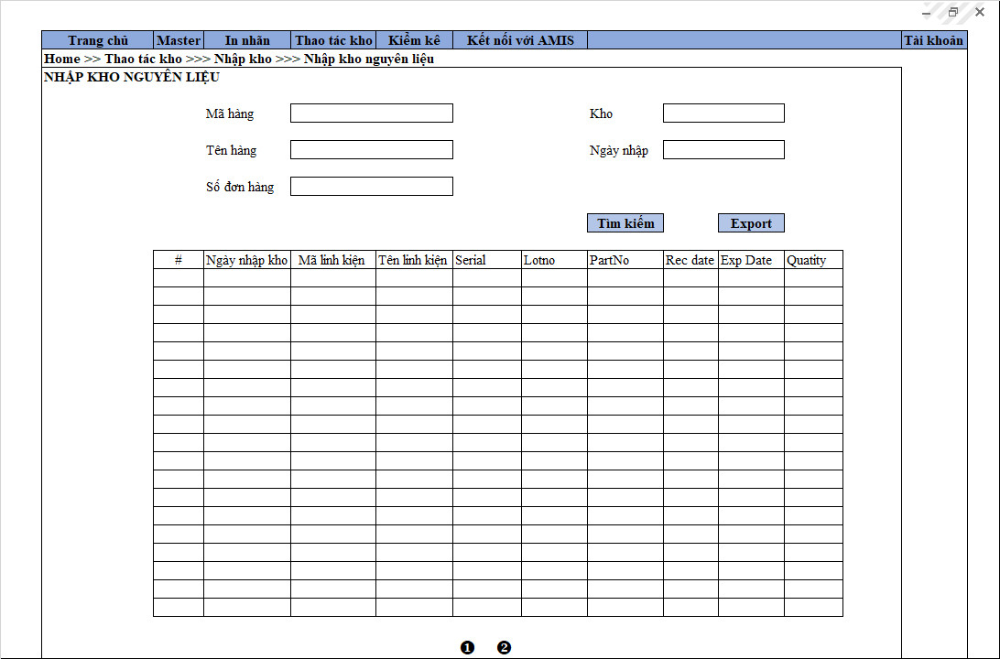 Trang chủ Master In nhãn Thao tác kho Kiểm kê Kết nối với AMIS Tài khoản
Home >> Thao tác kho >>> Nhập kho >>> Nhập kho nguyên liệu
NHẬP KHO NGUYÊN LIỆU
Mã hàng Kho
Tên hàng Ngày nhập
Số đơn hàng
Tìm kiếm Export
# Ngày nhập kho Mã linh kiện Tên linh kiện Serial Lotno PartNo Rec date Exp Date Quatity
❶ ❷